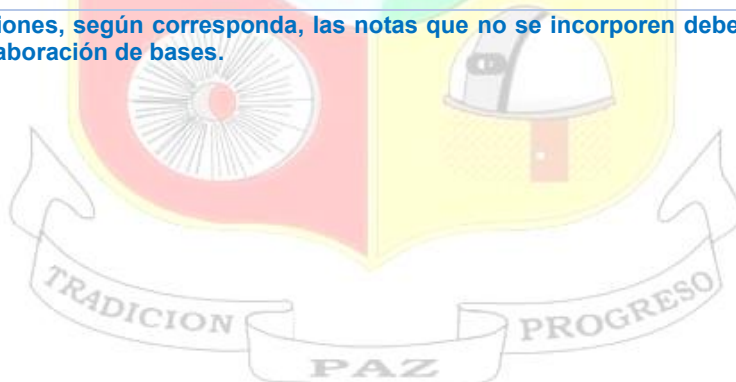 iones, según corresponda, las notas que no se incorporen debe
aboración de bases.
TRADICION
PAZ
PROGRESO